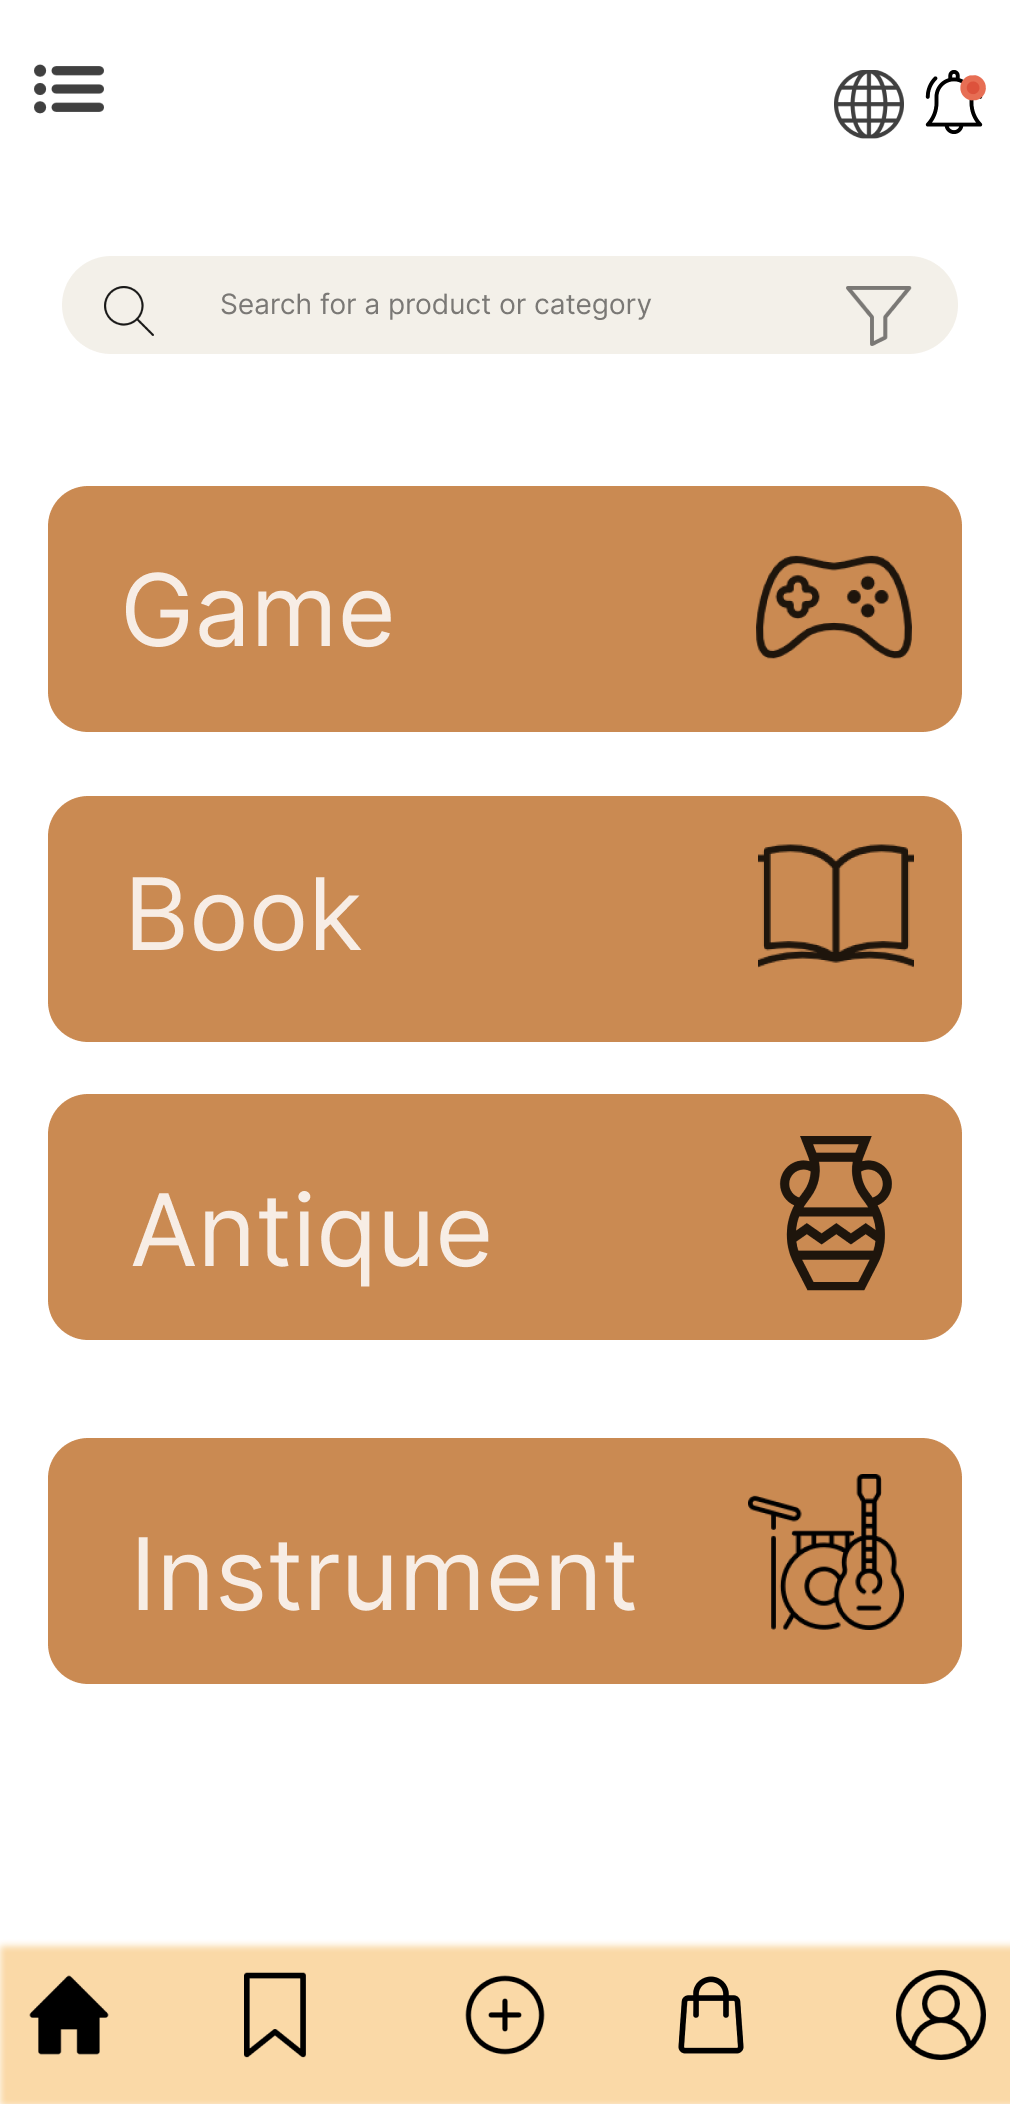 Search for a product or category
Game
Book
Antique
Instrument